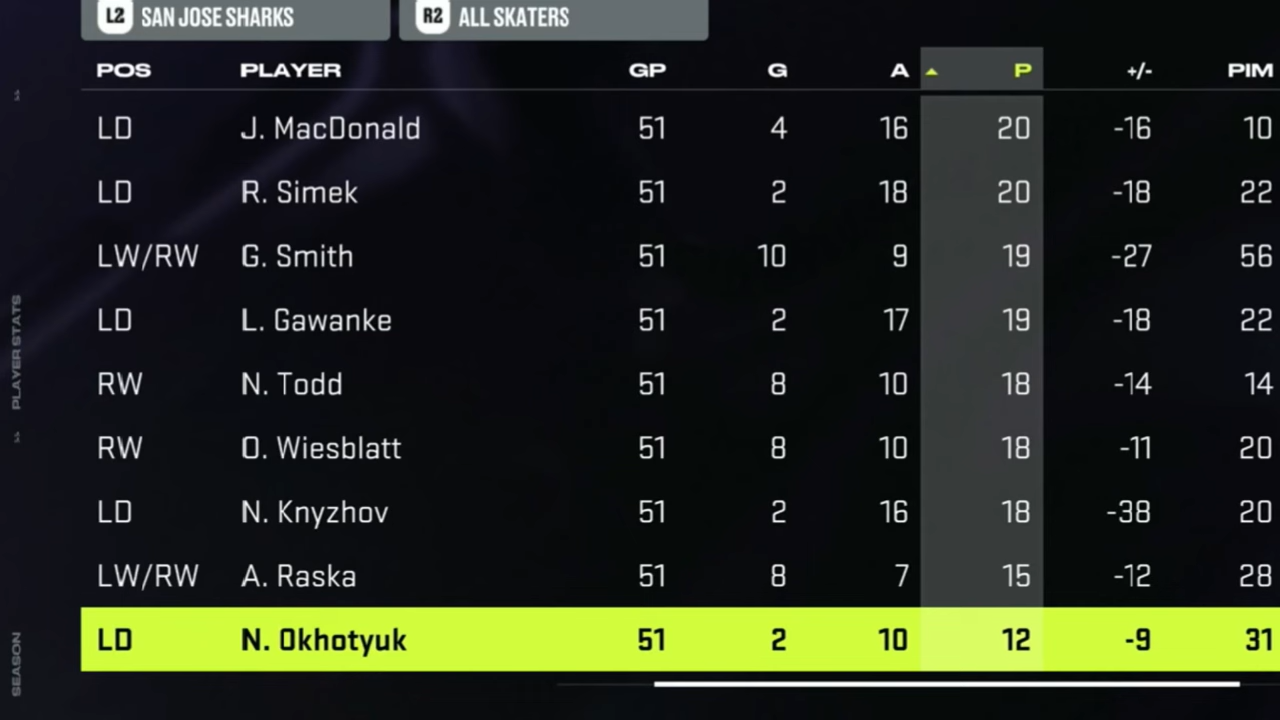 L2 SAN JOSE SHARKS R2 ALL SKATERS
POS PLAYER GP G A P +/- PIM
LD J. MacDonald 51 4 16 20 -16 10
LD R. Simek 51 2 18 20 -18 22
LW/RW G. Smith 51 10 9 19 -27 56
LD L. Gawanke 51 2 17 19 -18 22
RW N. Todd 51 8 10 18 -14 14
RW O. Wiesblatt 51 8 10 18 -11 20
LD N. Knyzhov 51 2 16 18 -38 20
LW/RW A. Raska 51 8 7 15 -12 28
LD N. Okhotyuk 51 2 10 12 -9 31
PLAYER STATS
SEASON